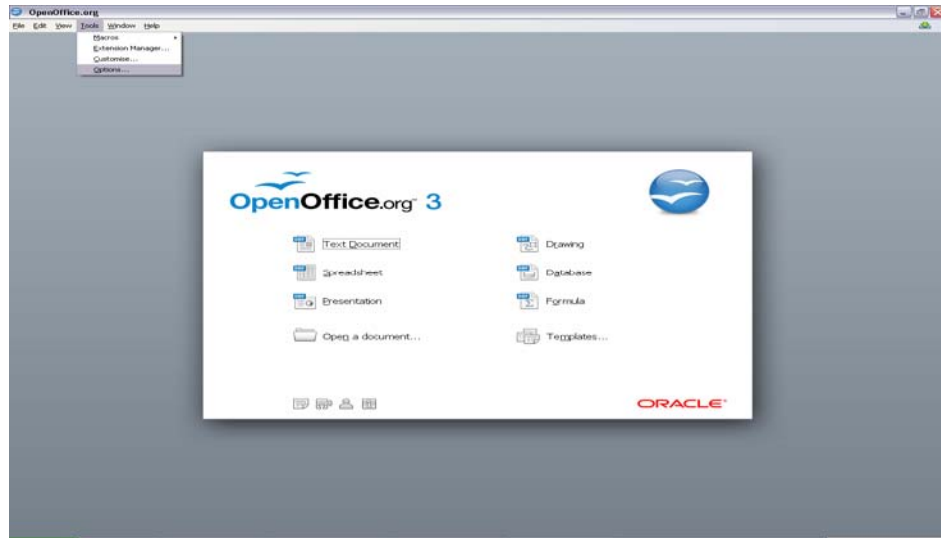 OpenOffice.org
File Edit View Tools Window Help
Macros
Extension Manager...
Customise...
Options...
OpenOffice.org 3
Text Document
Drawing
Spreadsheet
Database
Presentation
Formula
Open a document...
Templates...
ORACLE